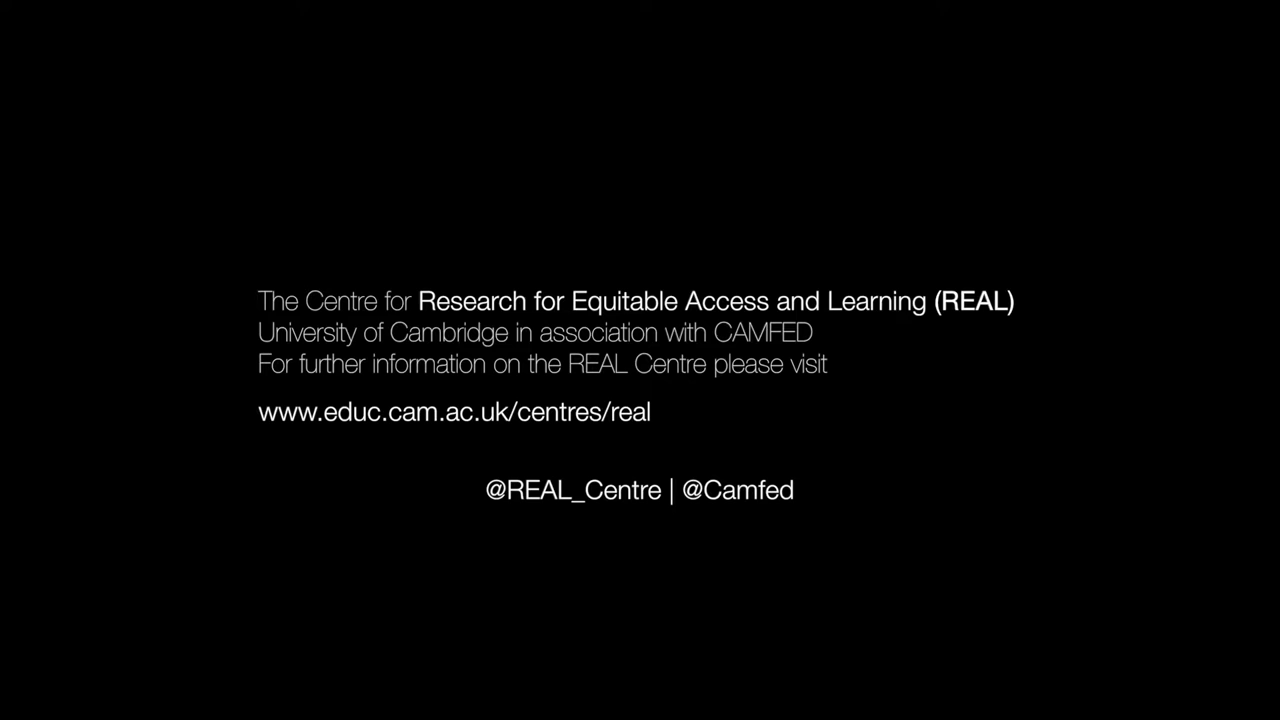 The Centre for Research for Equitable Access and Learning (REAL)
University of Cambridge in association with CAMFED
For further information on the REAL Centre please visit
www.educ.cam.ac.uk/centres/real
@REAL_Centre | @Camfed